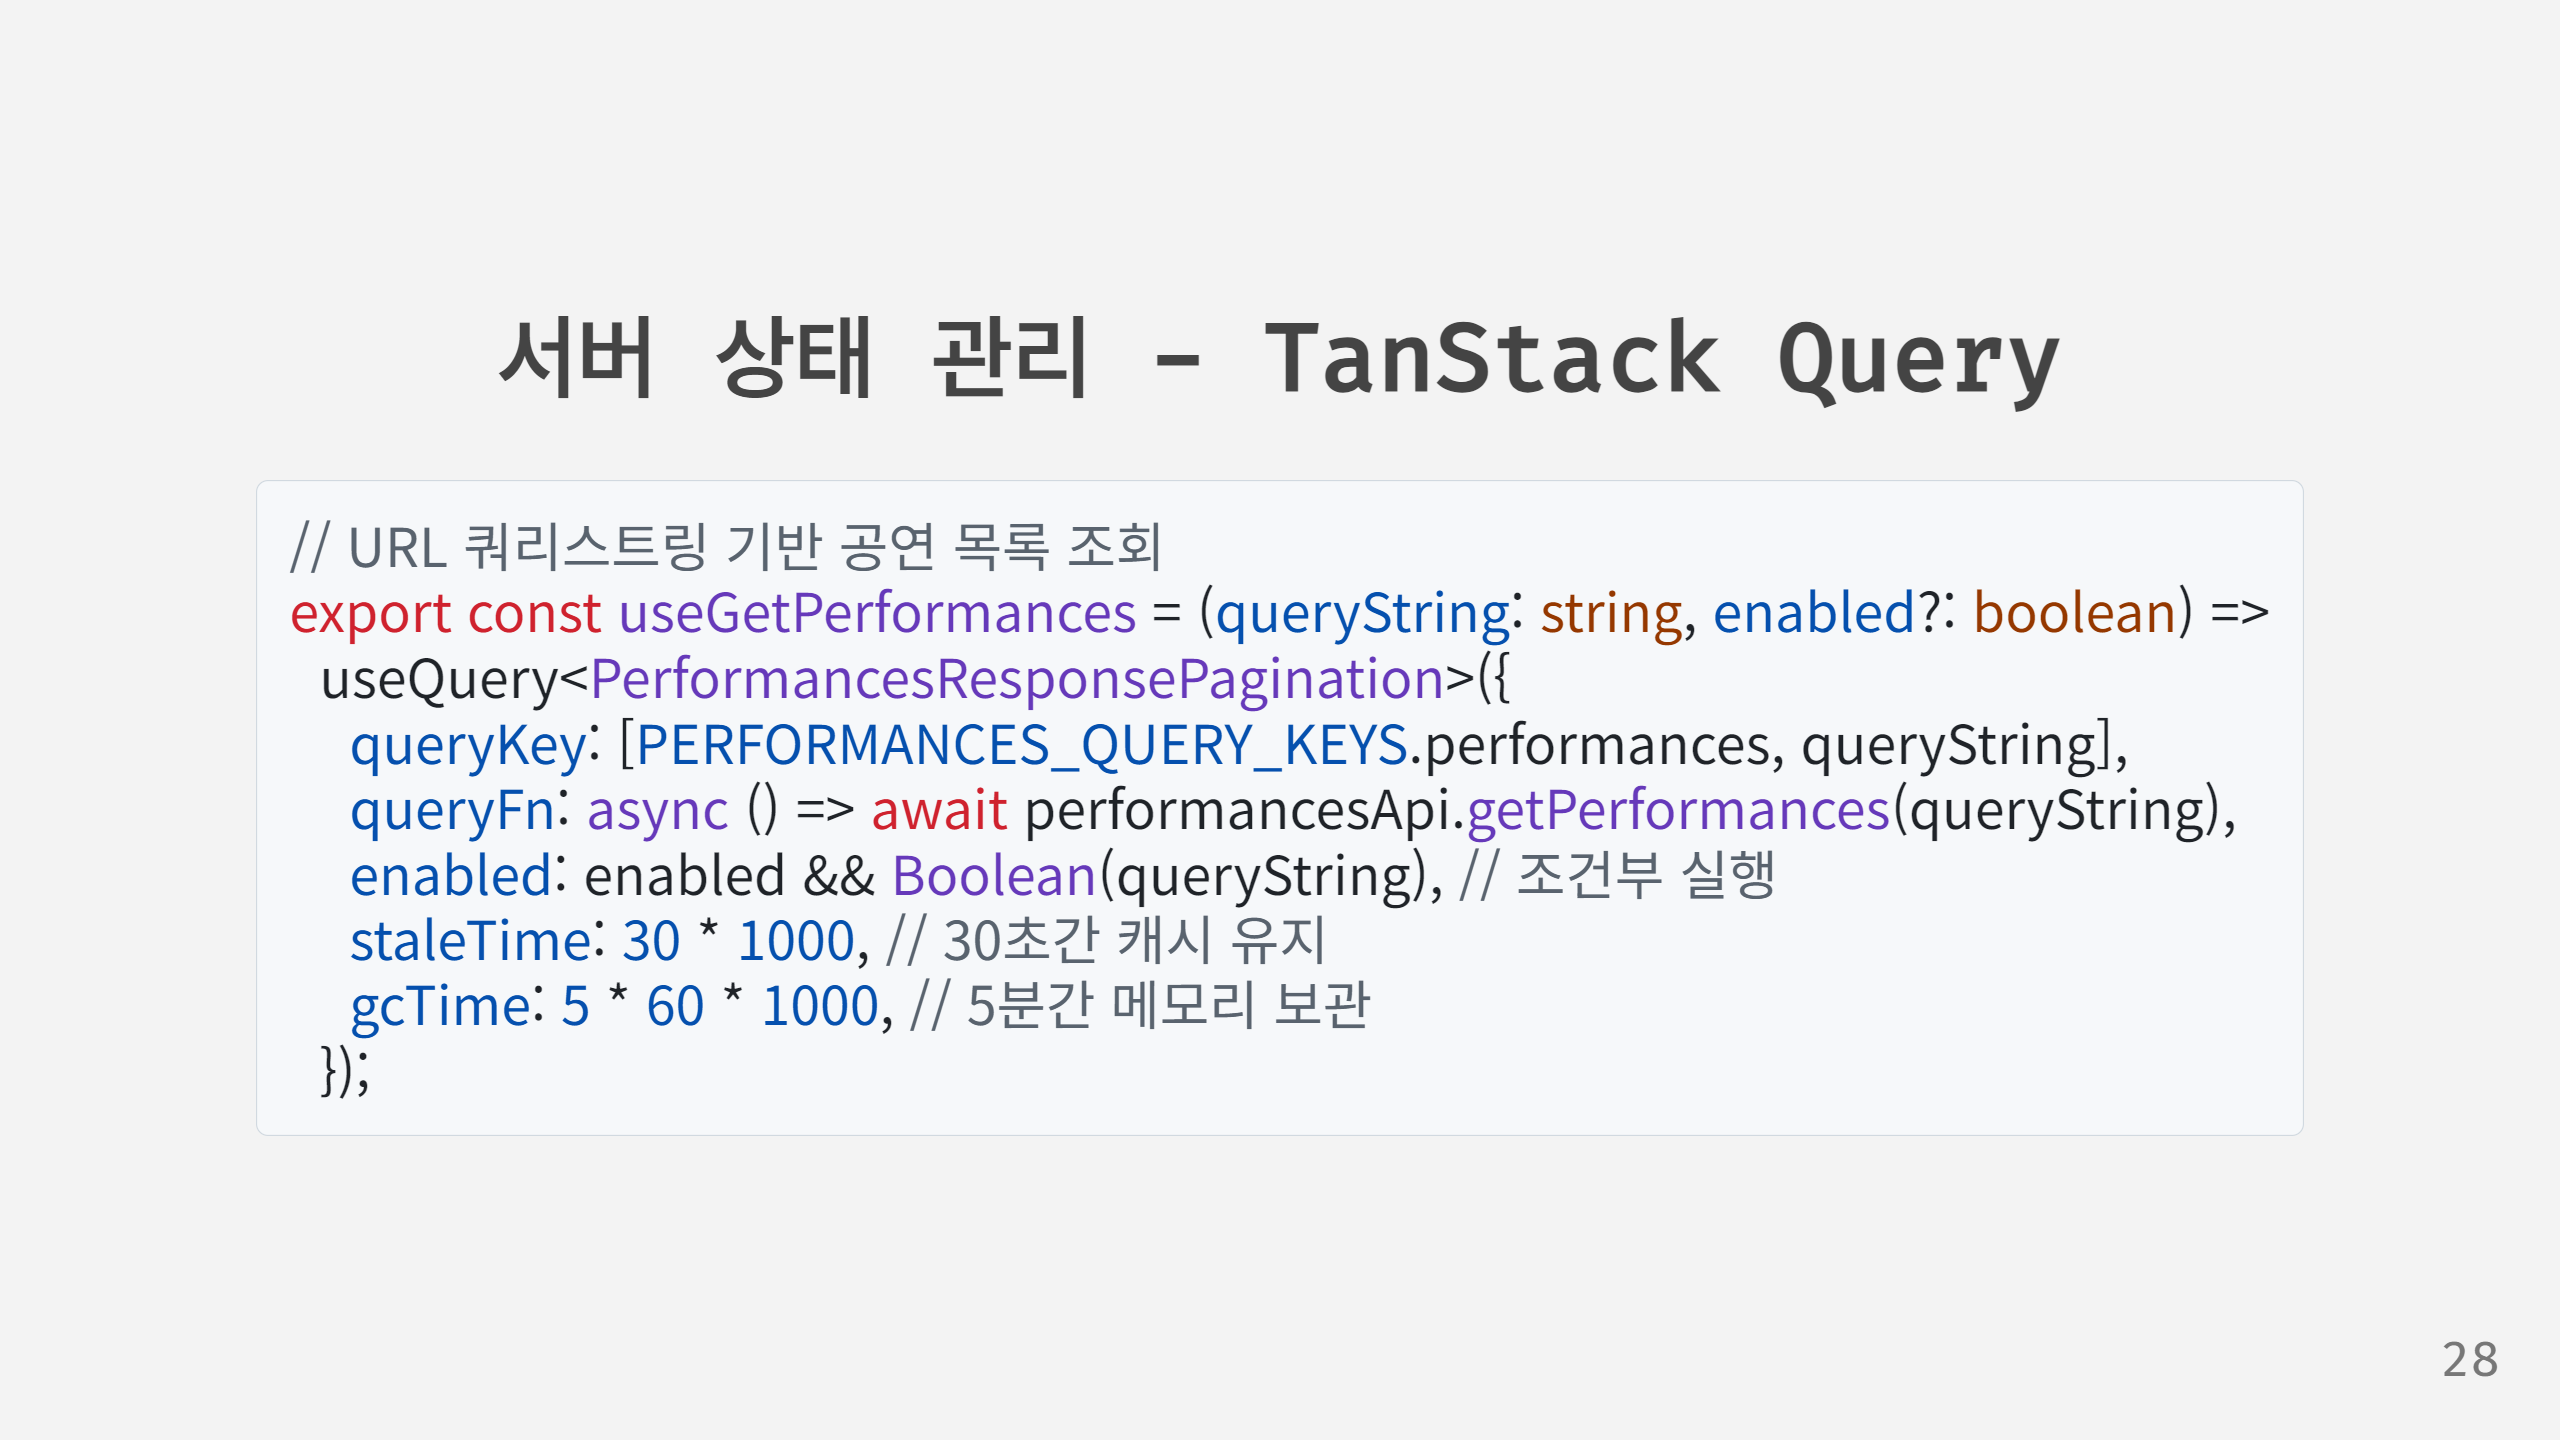 서버 상태 관리 - TanStack Query
// URL 쿼리스트링 기반 공연 목록 조회
export const useGetPerformances = (queryString: string, enabled?: boolean) =>
  useQuery<PerformancesResponsePagination>({
    queryKey: [PERFORMANCES_QUERY_KEYS.performances, queryString],
    queryFn: async () => await performancesApi.getPerformances(queryString),
    enabled: enabled && Boolean(queryString), // 조건부 실행
    staleTime: 30 * 1000, // 30초간 캐시 유지
    gcTime: 5 * 60 * 1000, // 5분간 메모리 보관
  });
28